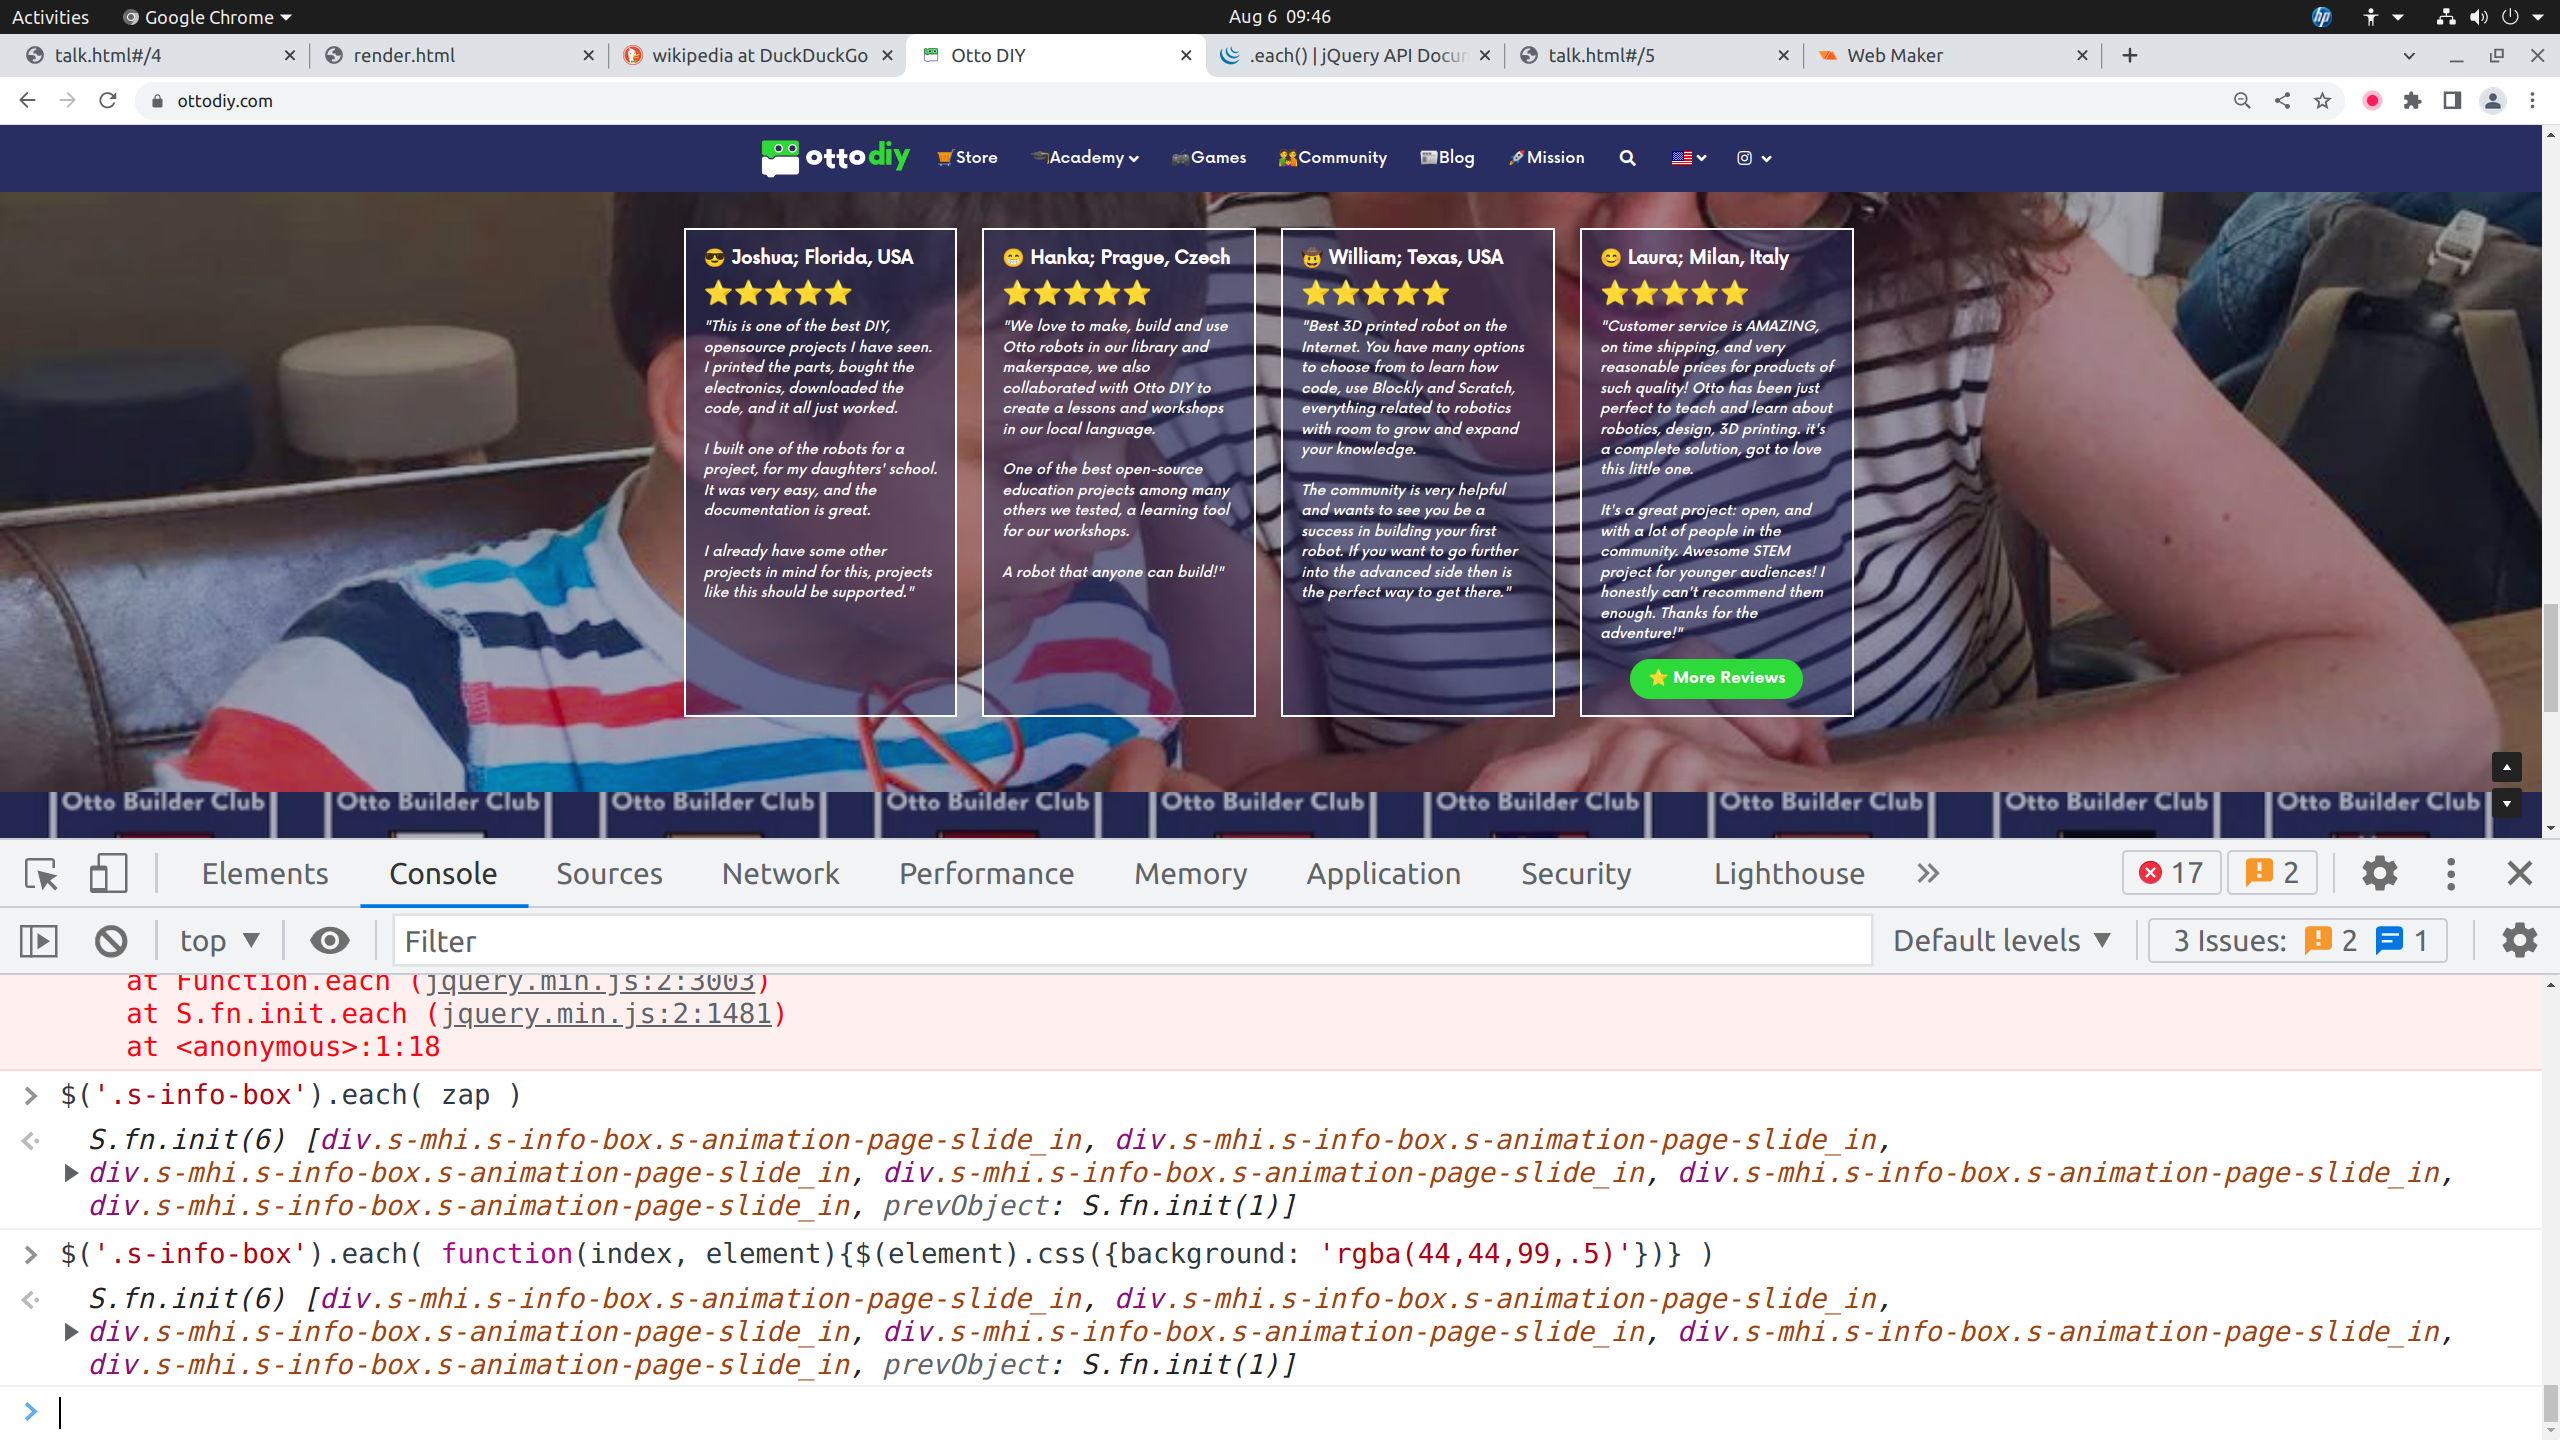 Activities Google Chrome Aug 6 09:46
talk.html#/4 render.html wikipedia at DuckDuckGo Otto DIY .each() | jQuery API Docu talk.html#/5 Web Maker
ottodiy.com
otto diy Store Academy Games Community Blog Mission
Joshua; Florida, USA
"This is one of the best DIY,
opensource projects I have seen.
I printed the parts, bought the
electronics, downloaded the
code, and it all just worked.
I built one of the robots for a
project, for my daughters' school.
It was very easy, and the
documentation is great.
I already have some other
projects in mind for this, projects
like this should be supported."
Hanka; Prague, Czech
"We love to make, build and use
Otto robots in our library and
makerspace, we also
collaborated with Otto DIY to
create a lessons and workshops
in our local language.
One of the best open-source
education projects among many
others we tested, a learning tool
for our workshops.
A robot that anyone can build!"
William; Texas, USA
"Best 3D printed robot on the
Internet. You have many options
to choose from to learn how
code, use Blockly and Scratch,
everything related to robotics
with room to grow and expand
your knowledge.
The community is very helpful
and wants to see you be a
success in building your first
robot. If you want to go further
into the advanced side then is
the perfect way to get there."
Laura; Milan, Italy
"Customer service is AMAZING,
on time shipping, and very
reasonable prices for products of
such quality! Otto has been just
perfect to teach and learn about
robotics, design, 3D printing. it's
a complete solution, got to love
this little one.
It's a great project: open, and
with a lot of people in the
community. Awesome STEM
project for younger audiences! I
honestly can't recommend them
enough. Thanks for the
adventure!"
More Reviews
Otto Builder Club Otto Builder Club Otto Builder Club Otto Builder Club Otto Builder Club Otto Builder Club Otto Builder Club Otto Builder Club Otto Builder Club
Elements Console Sources Network Performance Memory Application Security Lighthouse 17 2
top Filter Default levels 3 Issues: 2 1
at Function.each (jquery.min.js:2:3003)
at S.fn.init.each (jquery.min.js:2:1481)
at <anonymous>:1:18
$('.s-info-box').each( zap )
S.fn.init(6) [div.s-mhi.s-info-box.s-animation-page-slide_in, div.s-mhi.s-info-box.s-animation-page-slide_in,
div.s-mhi.s-info-box.s-animation-page-slide_in, div.s-mhi.s-info-box.s-animation-page-slide_in, div.s-mhi.s-info-box.s-animation-page-slide_in,
div.s-mhi.s-info-box.s-animation-page-slide_in, prevObject: S.fn.init(1)]
$('.s-info-box').each( function(index, element){$(element).css({background: 'rgba(44,44,99,.5)'})} )
S.fn.init(6) [div.s-mhi.s-info-box.s-animation-page-slide_in, div.s-mhi.s-info-box.s-animation-page-slide_in,
div.s-mhi.s-info-box.s-animation-page-slide_in, div.s-mhi.s-info-box.s-animation-page-slide_in, div.s-mhi.s-info-box.s-animation-page-slide_in,
div.s-mhi.s-info-box.s-animation-page-slide_in, prevObject: S.fn.init(1)]